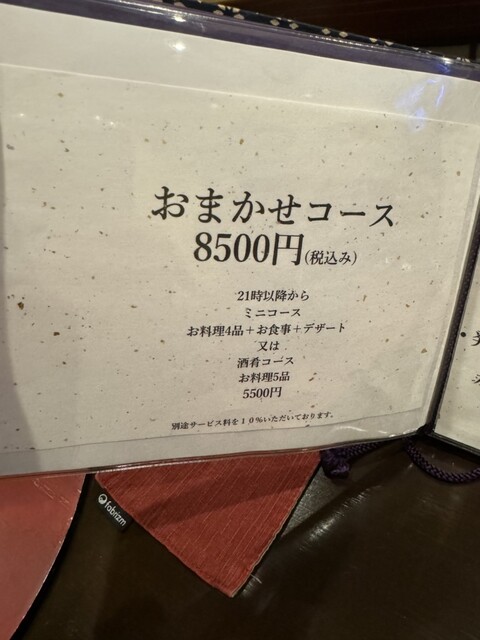 おまかせコース
8500円(税込み)
21時以降から
ミニコース
お料理4品＋お食事＋デザート
又は
酒肴コース
お料理5品
5500円
別途サービス料を１０％いただいております。
fabrizm